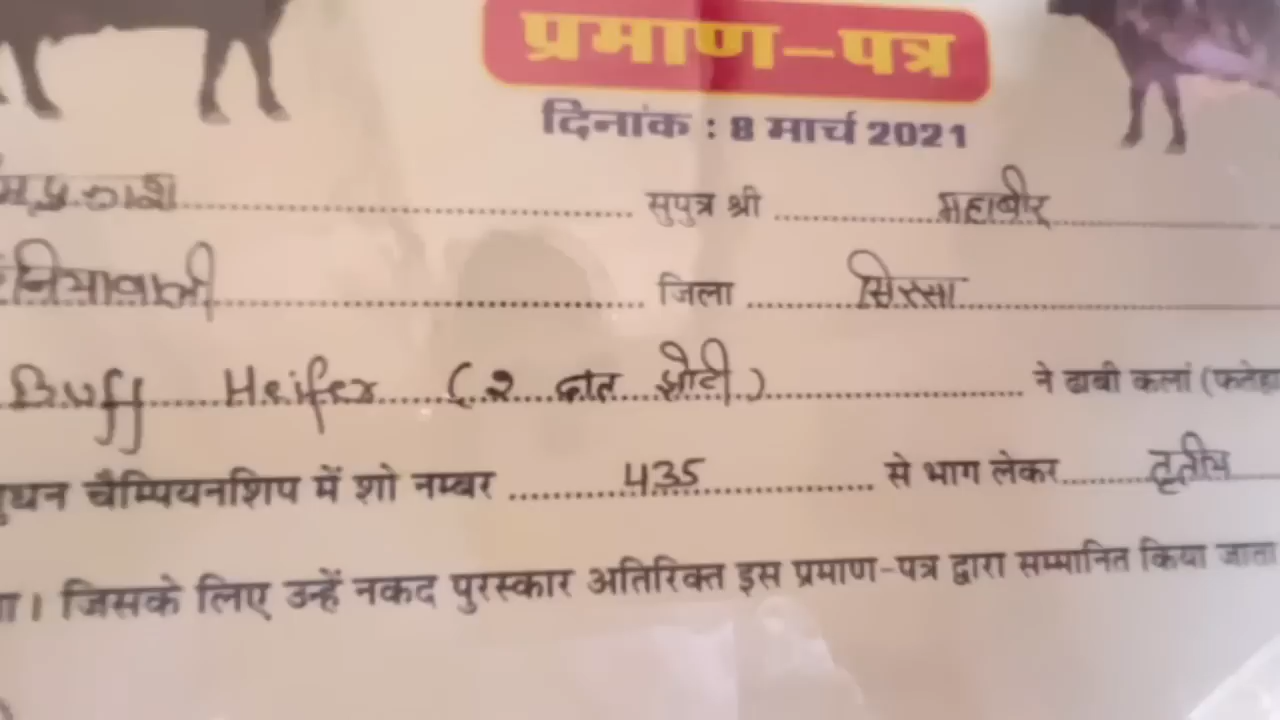 प्रमाण-पत्र
दिनांक : 8 मार्च 2021
सुपुत्र श्री महाबीर
जिला सिरसा
Buff Heifer (२ दांत झोटी) ने ढाबी कलां
चैम्पियनशिप में शो नम्बर 435 से भाग लेकर तृतीय
जिसके लिए उन्हें नकद पुरस्कार अतिरिक्त इस प्रमाण-पत्र द्वारा सम्मानित किया जाता